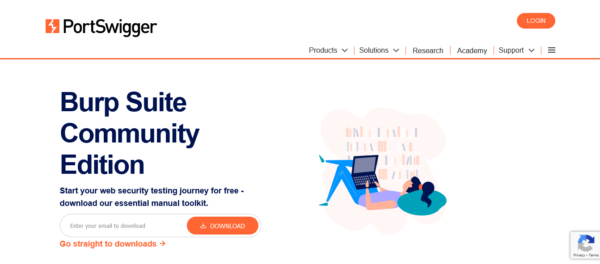 PortSwigger
LOGIN
Products
Solutions
Research
Academy
Support
Burp Suite
Community
Edition
Start your web security testing journey for free -
download our essential manual toolkit.
Enter your email to download
DOWNLOAD
Go straight to downloads →
Privacy - Terms